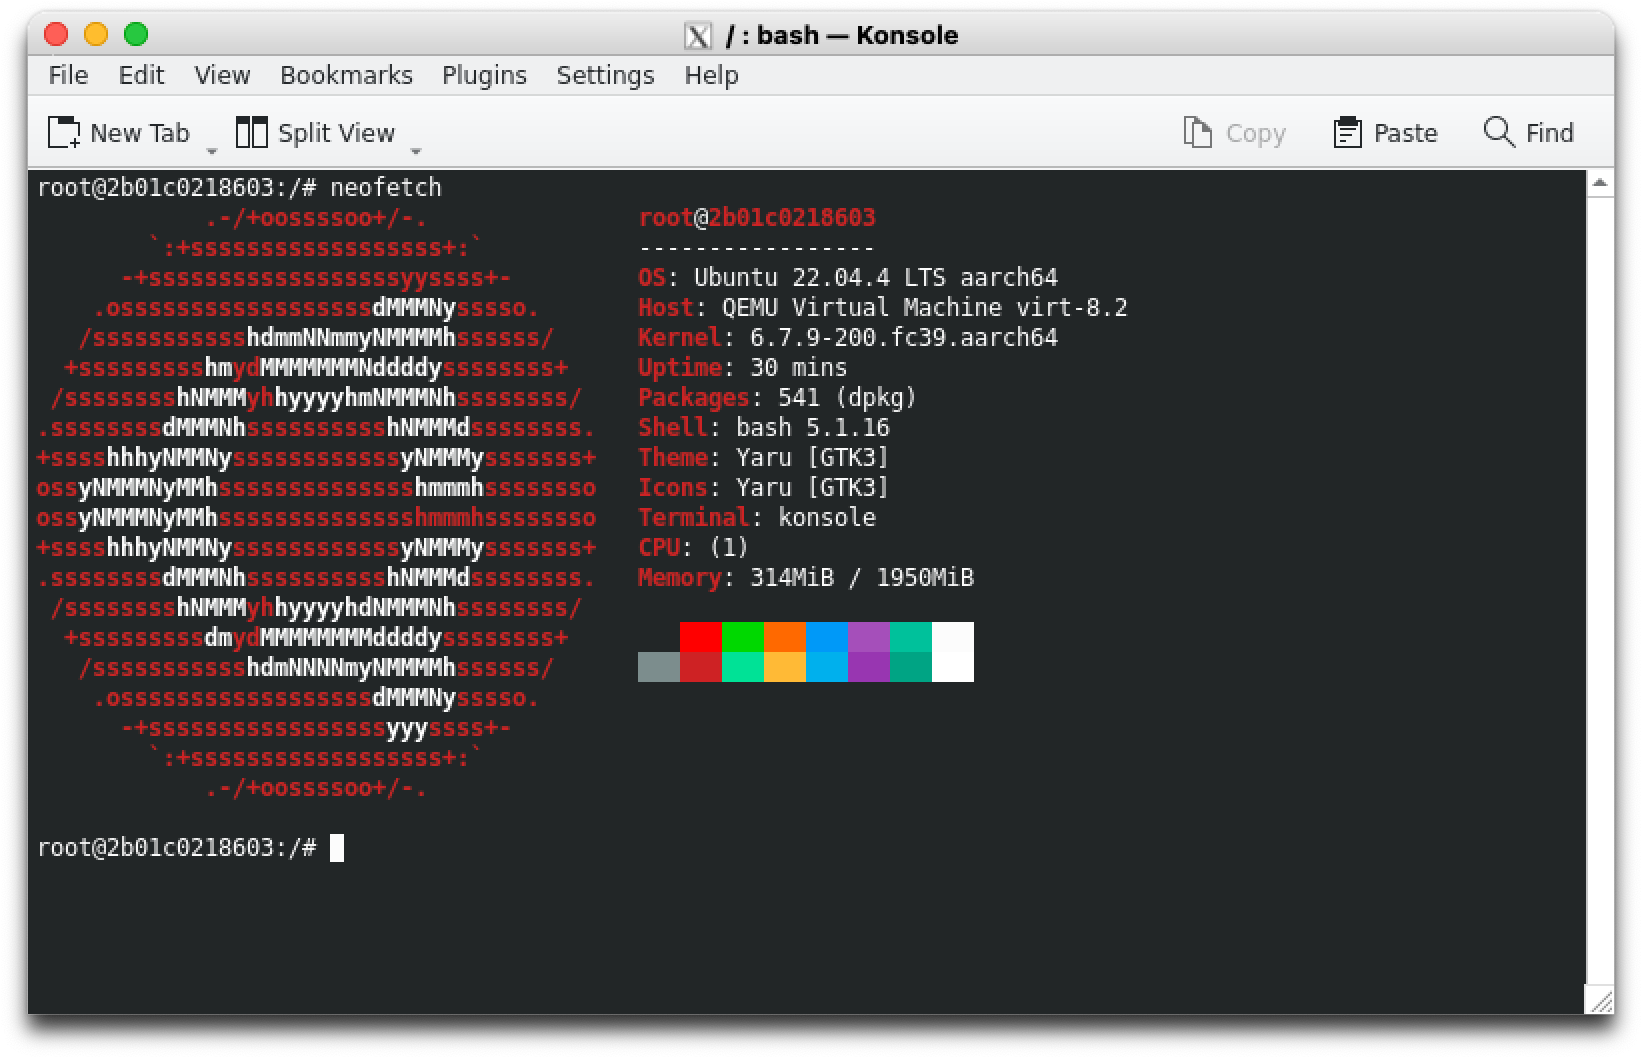 / : bash — Konsole
File Edit View Bookmarks Plugins Settings Help
New Tab Split View Copy Paste Find
root@2b01c0218603:/# neofetch
            .-/+oossssoo+/-.               root@2b01c0218603
        `:+ssssssssssssssssss+:`           -----------------
      -+ssssssssssssssssssyyssss+-         OS: Ubuntu 22.04.4 LTS aarch64
    .ossssssssssssssssssdMMMNysssso.       Host: QEMU Virtual Machine virt-8.2
   /ssssssssssshdmmNNmmyNMMMMhssssss/      Kernel: 6.7.9-200.fc39.aarch64
  +ssssssssshmydMMMMMMMNddddyssssssss+     Uptime: 30 mins
 /sssssssshNMMMyhhyyyyhmNMMMNhssssssss/    Packages: 541 (dpkg)
.ssssssssdMMMNhsssssssssshNMMMdssssssss.   Shell: bash 5.1.16
+sssshhhyNMMNyssssssssssssyNMMMysssssss+   Theme: Yaru [GTK3]
ossyNMMMNyMMhsssssssssssssshmmmhssssssso   Icons: Yaru [GTK3]
ossyNMMMNyMMhsssssssssssssshmmmhssssssso   Terminal: konsole
+sssshhhyNMMNyssssssssssssyNMMMysssssss+   CPU: (1)
.ssssssssdMMMNhsssssssssshNMMMdssssssss.   Memory: 314MiB / 1950MiB
 /sssssssshNMMMyhhyyyyhdNMMMNhssssssss/
  +sssssssssdmydMMMMMMMMddddyssssssss+
   /ssssssssssshdmNNNNmyNMMMMhssssss/
    .ossssssssssssssssssdMMMNysssso.
      -+sssssssssssssssssyyyssss+-
        `:+ssssssssssssssssss+:`
            .-/+oossssoo+/-.
root@2b01c0218603:/#